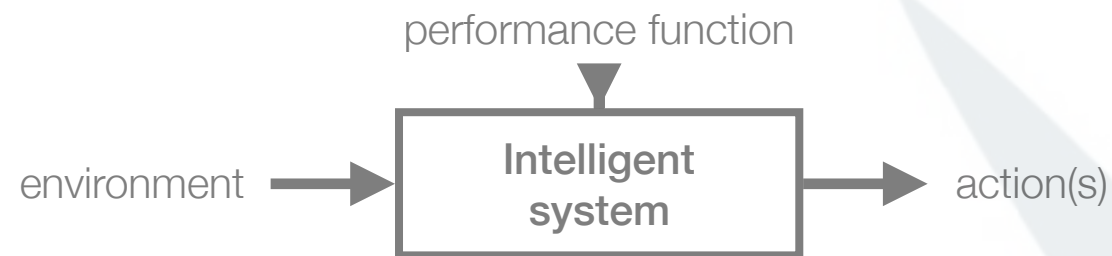 performance function
environment
Intelligent
system
action(s)